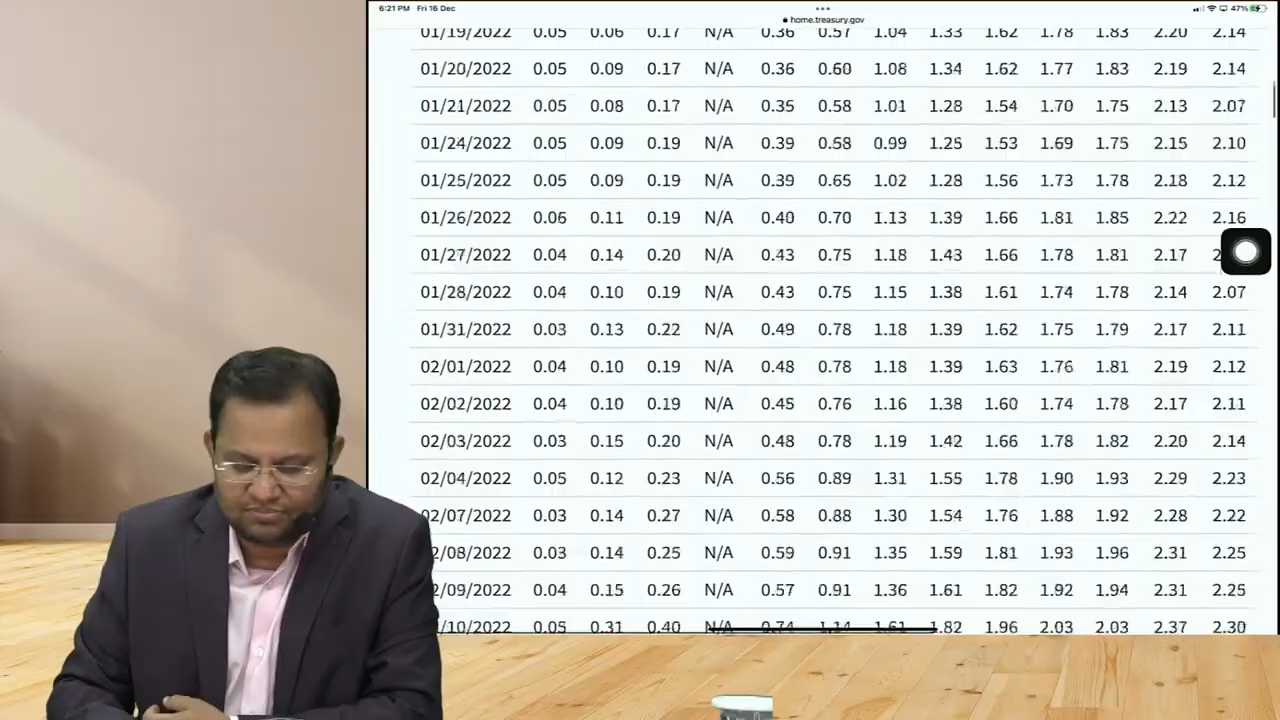 6:21 PM Fri 16 Dec
47%
home.treasury.gov
01/19/2022 0.05 0.06 0.17 N/A 0.36 0.57 1.04 1.33 1.62 1.78 1.83 2.20 2.14
01/20/2022 0.05 0.09 0.17 N/A 0.36 0.60 1.08 1.34 1.62 1.77 1.83 2.19 2.14
01/21/2022 0.05 0.08 0.17 N/A 0.35 0.58 1.01 1.28 1.54 1.70 1.75 2.13 2.07
01/24/2022 0.05 0.09 0.19 N/A 0.39 0.58 0.99 1.25 1.53 1.69 1.75 2.15 2.10
01/25/2022 0.05 0.09 0.19 N/A 0.39 0.65 1.02 1.28 1.56 1.73 1.78 2.18 2.12
01/26/2022 0.06 0.11 0.19 N/A 0.40 0.70 1.13 1.39 1.66 1.81 1.85 2.22 2.16
01/27/2022 0.04 0.14 0.20 N/A 0.43 0.75 1.18 1.43 1.66 1.78 1.81 2.17
01/28/2022 0.04 0.10 0.19 N/A 0.43 0.75 1.15 1.38 1.61 1.74 1.78 2.14 2.07
01/31/2022 0.03 0.13 0.22 N/A 0.49 0.78 1.18 1.39 1.62 1.75 1.79 2.17 2.11
02/01/2022 0.04 0.10 0.19 N/A 0.48 0.78 1.18 1.39 1.63 1.76 1.81 2.19 2.12
02/02/2022 0.04 0.10 0.19 N/A 0.45 0.76 1.16 1.38 1.60 1.74 1.78 2.17 2.11
02/03/2022 0.03 0.15 0.20 N/A 0.48 0.78 1.19 1.42 1.66 1.78 1.82 2.20 2.14
02/04/2022 0.05 0.12 0.23 N/A 0.56 0.89 1.31 1.55 1.78 1.90 1.93 2.29 2.23
02/07/2022 0.03 0.14 0.27 N/A 0.58 0.88 1.30 1.54 1.76 1.88 1.92 2.28 2.22
2/08/2022 0.03 0.14 0.25 N/A 0.59 0.91 1.35 1.59 1.81 1.93 1.96 2.31 2.25
2/09/2022 0.04 0.15 0.26 N/A 0.57 0.91 1.36 1.61 1.82 1.92 1.94 2.31 2.25
/10/2022 0.05 0.31 0.40 N/A 0.74 1.14 1.61 1.82 1.96 2.03 2.03 2.37 2.30